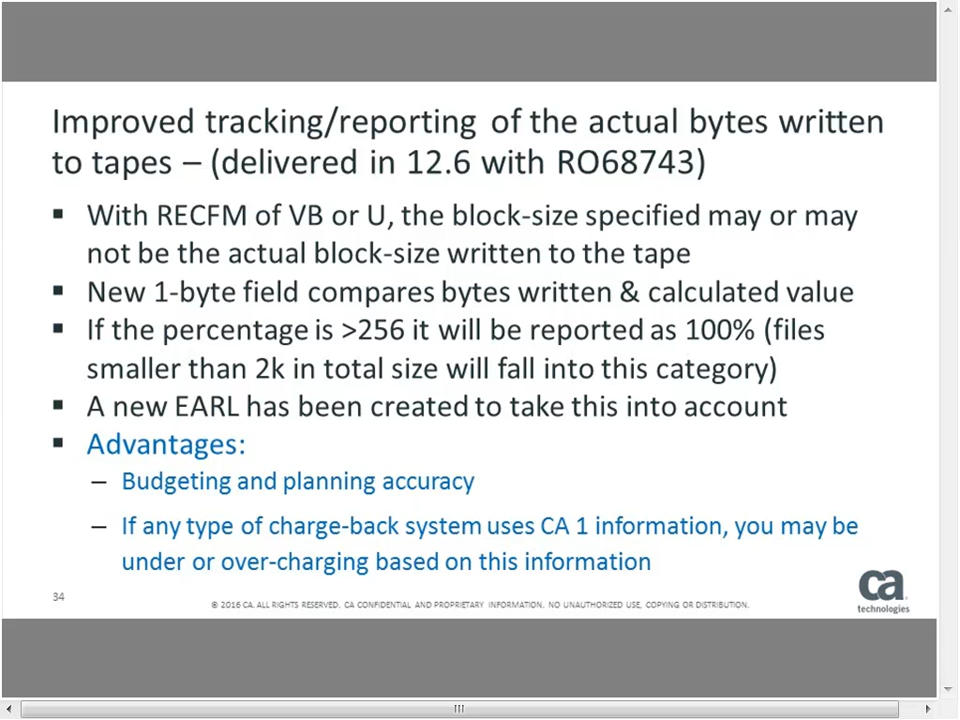 Improved tracking/reporting of the actual bytes written
to tapes – (delivered in 12.6 with RO68743)
▪ With RECFM of VB or U, the block-size specified may or may
not be the actual block-size written to the tape
▪ New 1-byte field compares bytes written & calculated value
▪ If the percentage is >256 it will be reported as 100% (files
smaller than 2k in total size will fall into this category)
▪ A new EARL has been created to take this into account
▪ Advantages:
– Budgeting and planning accuracy
– If any type of charge-back system uses CA 1 information, you may be
under or over-charging based on this information
34
© 2016 CA. ALL RIGHTS RESERVED. CA CONFIDENTIAL AND PROPRIETARY INFORMATION. NO UNAUTHORIZED USE, COPYING OR DISTRIBUTION.
ca
technologies